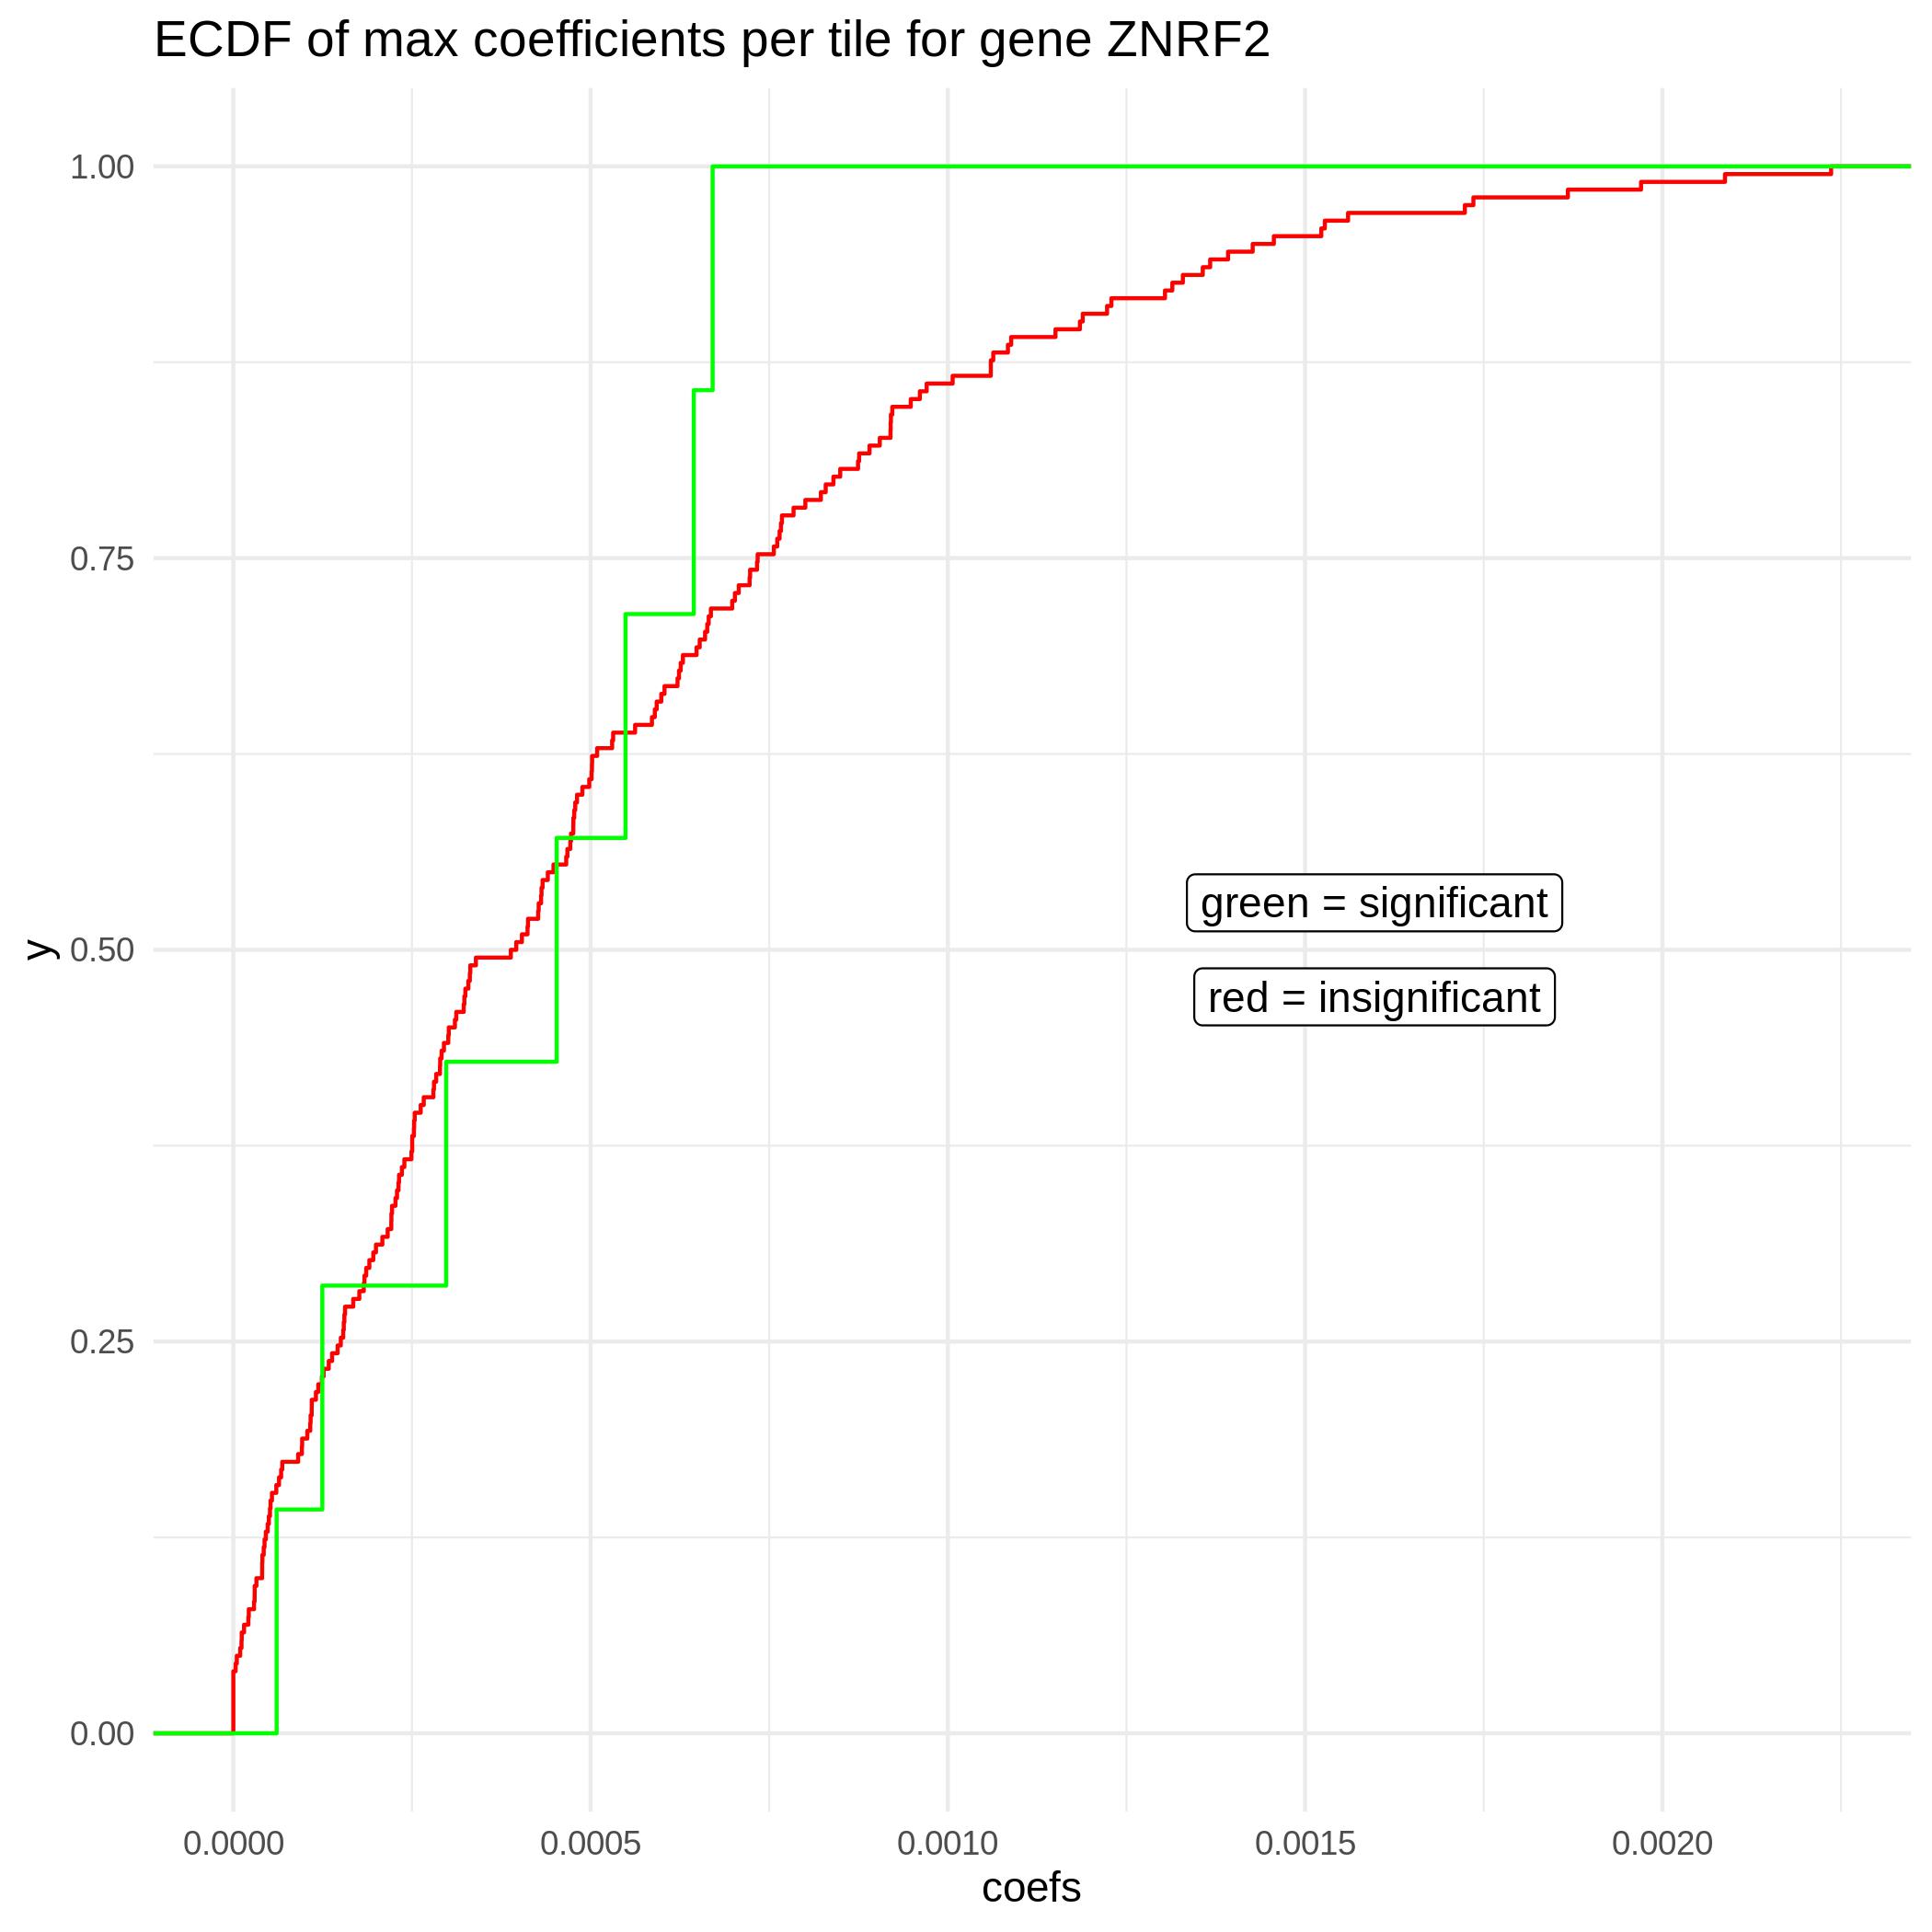 ECDF of max coefficients per tile for gene ZNRF2
1.00
0.75
0.50
0.25
0.00
y
green = significant
red = insignificant
0.0000 0.0005 0.0010 0.0015 0.0020
coefs